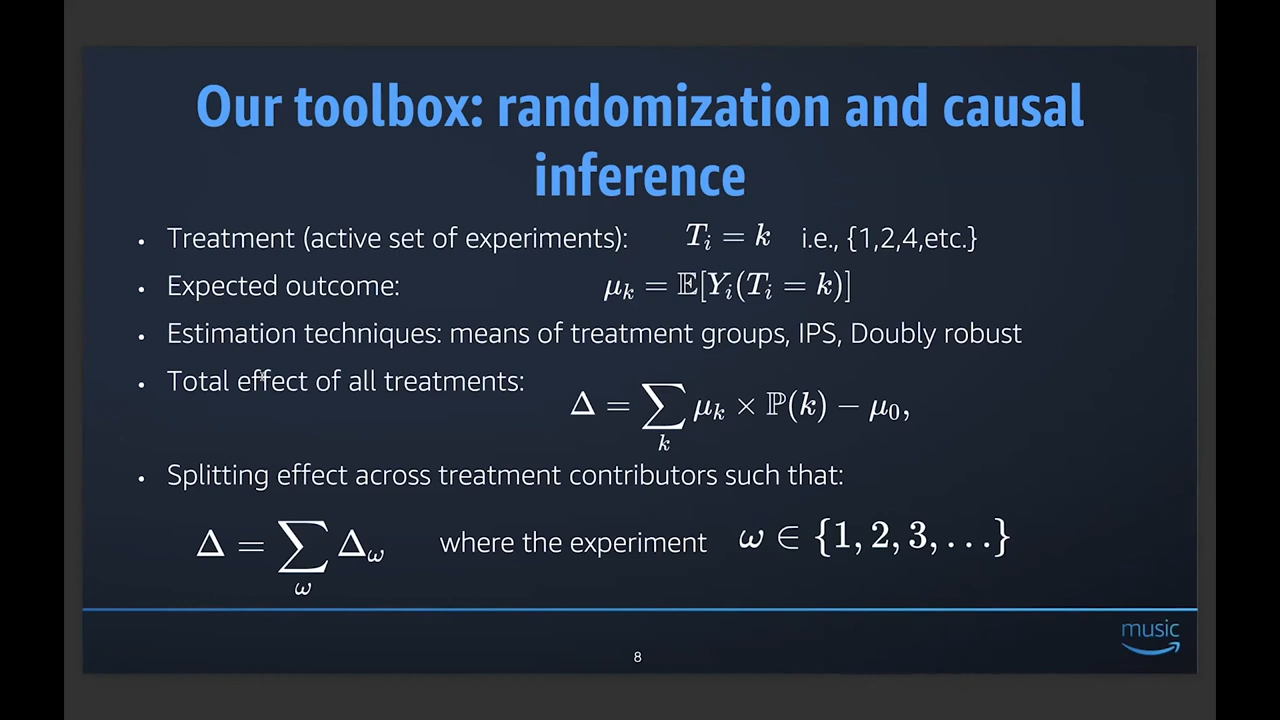 Our toolbox: randomization and causal
inference
• Treatment (active set of experiments): T_i = k i.e., {1,2,4,etc.}
• Expected outcome: μ_k = 𝔼[Y_i(T_i = k)]
• Estimation techniques: means of treatment groups, IPS, Doubly robust
• Total effect of all treatments: Δ = ∑_k μ_k × ℙ(k) − μ_0,
• Splitting effect across treatment contributors such that:
Δ = ∑_ω Δ_ω where the experiment ω ∈ {1, 2, 3, …}
music
8